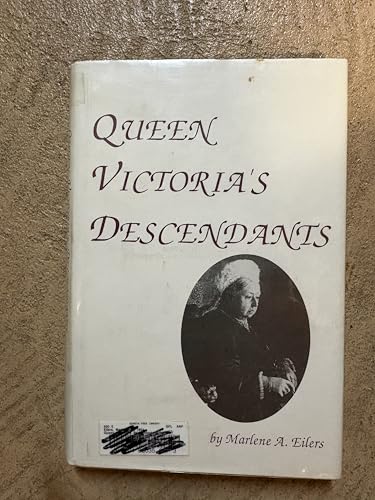 QUEEN
VICTORIA'S
DESCENDANTS
by Marlene A. Eilers